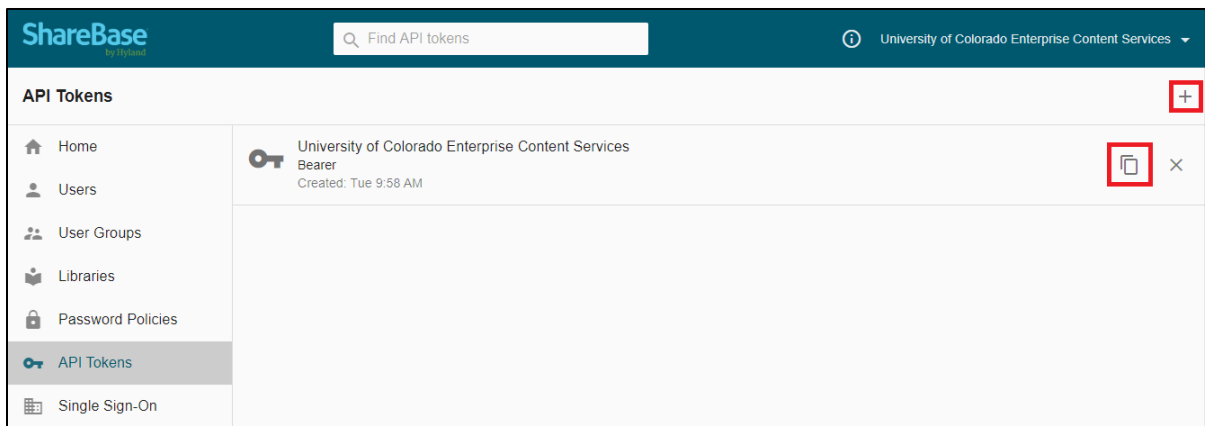 ShareBase
by Hyland
Find API tokens
University of Colorado Enterprise Content Services
API Tokens
Home
Users
User Groups
Libraries
Password Policies
API Tokens
Single Sign-On
University of Colorado Enterprise Content Services
Bearer
Created: Tue 9:58 AM